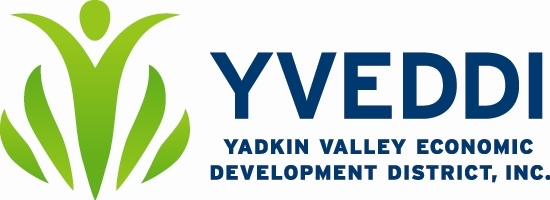 YVEDDI
YADKIN VALLEY ECONOMIC
DEVELOPMENT DISTRICT, INC.